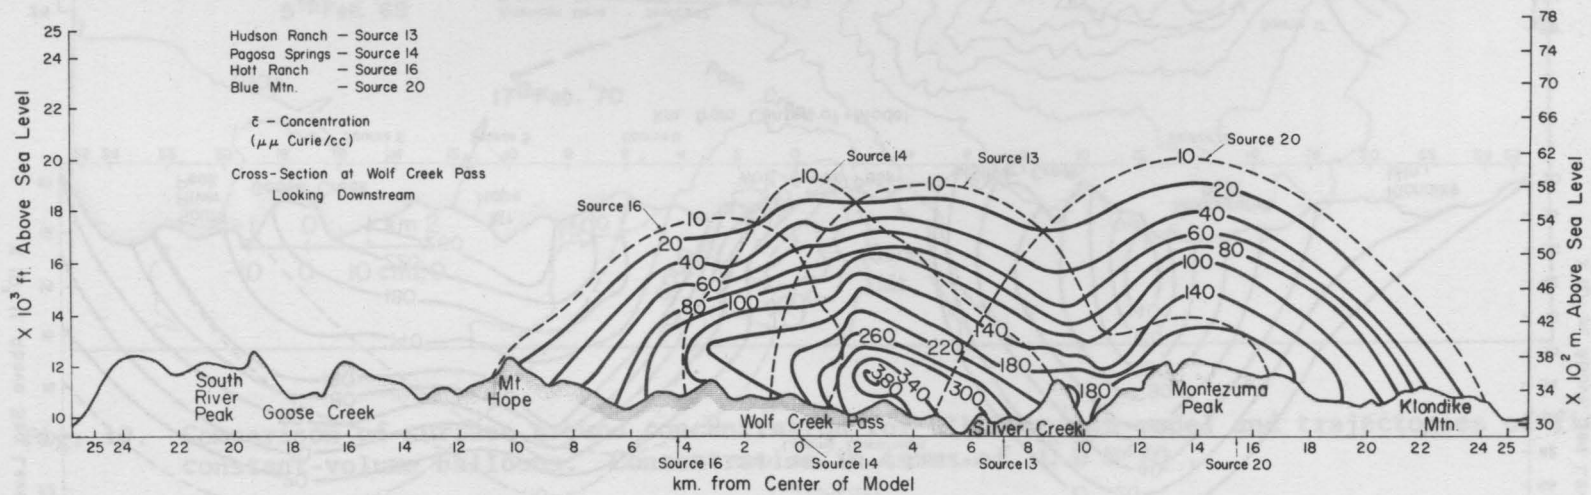 Hudson Ranch – Source 13
Pagosa Springs – Source 14
Hott Ranch – Source 16
Blue Mtn. – Source 20
c̄ – Concentration
(μμ Curie/cc)
Cross-Section at Wolf Creek Pass
Looking Downstream
X 10³ ft. Above Sea Level
25
24
22
20
18
16
14
12
10
78
74
70
66
62
58
54
50
46
42
38
34
30
X 10² m. Above Sea Level
Source 16
Source 14
Source 13
Source 20
10
10
10
10
20
40
60
80
100
20
40
60
80
100
140
140
180
180
220
260
300
340
380
South
River
Peak
Goose Creek
Mt.
Hope
Wolf Creek Pass
Silver Creek
Montezuma
Peak
Klondike
Mtn.
25 24 22 20 18 16 14 12 10 8 6 4 2 0 2 4 6 8 10 12 14 16 18 20 22 24 25
Source 16
Source 14
Source 13
Source 20
km. from Center of Model
constant volume balloons.